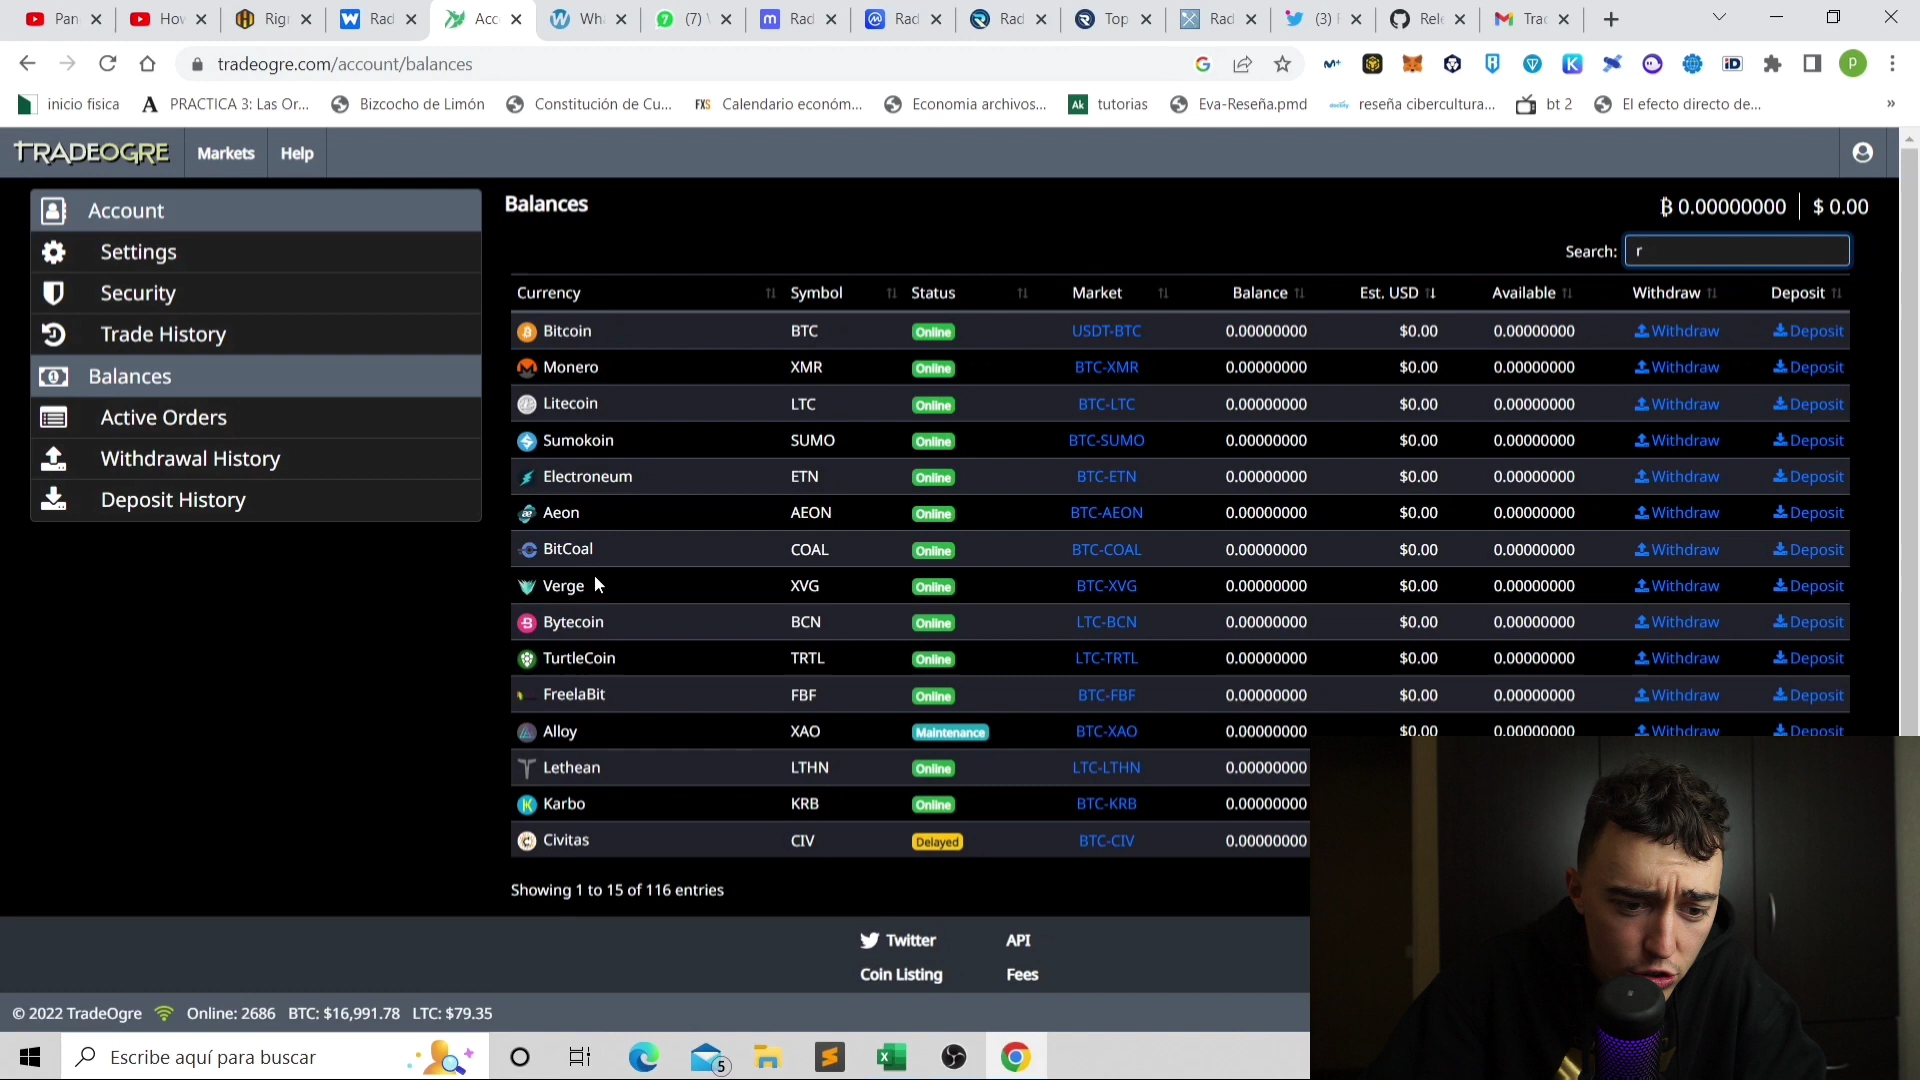 Pan
Hov
Rigi
Rad
Acc
Wh
(7)
Rad
Rad
Rad
Top
Rad
(3) F
Rel
Trac
tradeogre.com/account/balances
inicio fisica
PRACTICA 3: Las Or...
Bizcocho de Limón
Constitución de Cu...
FXS Calendario económ...
Economia archivos...
Ak tutorias
Eva-Reseña.pmd
reseña cibercultura...
bt 2
El efecto directo de...
»
TRADEOGRE Markets Help
Account
Settings
Security
Trade History
Balances
Active Orders
Withdrawal History
Deposit History
Balances
₿ 0.00000000 $ 0.00
Search: r
Currency Symbol Status Market Balance Est. USD Available Withdraw Deposit
Bitcoin BTC Online USDT-BTC 0.00000000 $0.00 0.00000000 Withdraw Deposit
Monero XMR Online BTC-XMR 0.00000000 $0.00 0.00000000 Withdraw Deposit
Litecoin LTC Online BTC-LTC 0.00000000 $0.00 0.00000000 Withdraw Deposit
Sumokoin SUMO Online BTC-SUMO 0.00000000 $0.00 0.00000000 Withdraw Deposit
Electroneum ETN Online BTC-ETN 0.00000000 $0.00 0.00000000 Withdraw Deposit
Aeon AEON Online BTC-AEON 0.00000000 $0.00 0.00000000 Withdraw Deposit
BitCoal COAL Online BTC-COAL 0.00000000 $0.00 0.00000000 Withdraw Deposit
Verge XVG Online BTC-XVG 0.00000000 $0.00 0.00000000 Withdraw Deposit
Bytecoin BCN Online LTC-BCN 0.00000000 $0.00 0.00000000 Withdraw Deposit
TurtleCoin TRTL Online LTC-TRTL 0.00000000 $0.00 0.00000000 Withdraw Deposit
FreelaBit FBF Online BTC-FBF 0.00000000 $0.00 0.00000000 Withdraw Deposit
Alloy XAO Maintenance BTC-XAO 0.00000000 $0.00 0.00000000 Withdraw Deposit
Lethean LTHN Online LTC-LTHN 0.00000000
Karbo KRB Online BTC-KRB 0.00000000
Civitas CIV Delayed BTC-CIV 0.00000000
Showing 1 to 15 of 116 entries
Twitter API
Coin Listing Fees
© 2022 TradeOgre Online: 2686 BTC: $16,991.78 LTC: $79.35
Escribe aquí para buscar
5